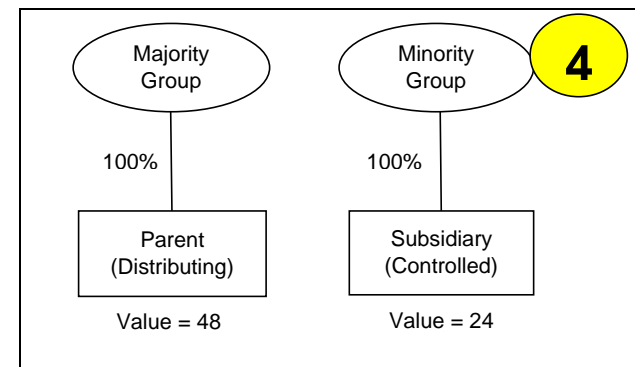 Majority
Group
Minority
Group
4
100%
100%
Parent
(Distributing)
Subsidiary
(Controlled)
Value = 48
Value = 24